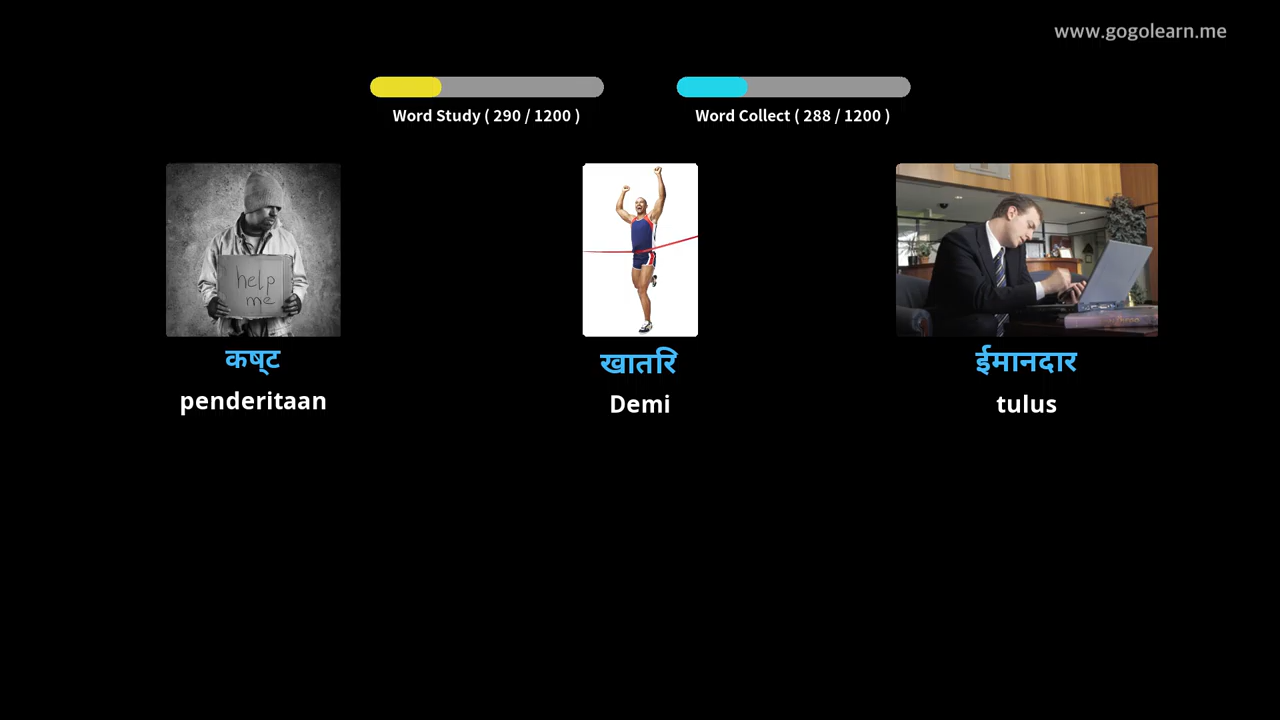 www.gogolearn.me
Word Study ( 290 / 1200 )
Word Collect ( 288 / 1200 )
help
me
कष्ट
खातिर
ईमानदार
penderitaan
Demi
tulus